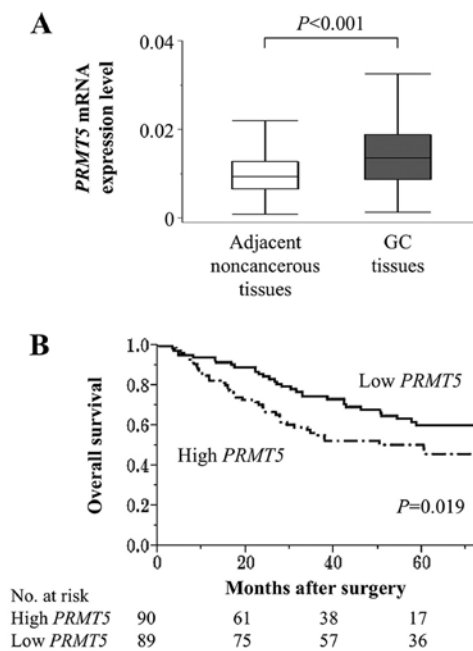 A
P<0.001
PRMT5 mRNA
expression level
0.04
0.02
0
Adjacent
noncancerous
tissues
GC
tissues
B
Overall survival
1.0
0.8
0.6
0.4
0.2
0.0
Low PRMT5
High PRMT5
P=0.019
0 20 40 60
Months after surgery
No. at risk
High PRMT5 90 61 38 17
Low PRMT5 89 75 57 36